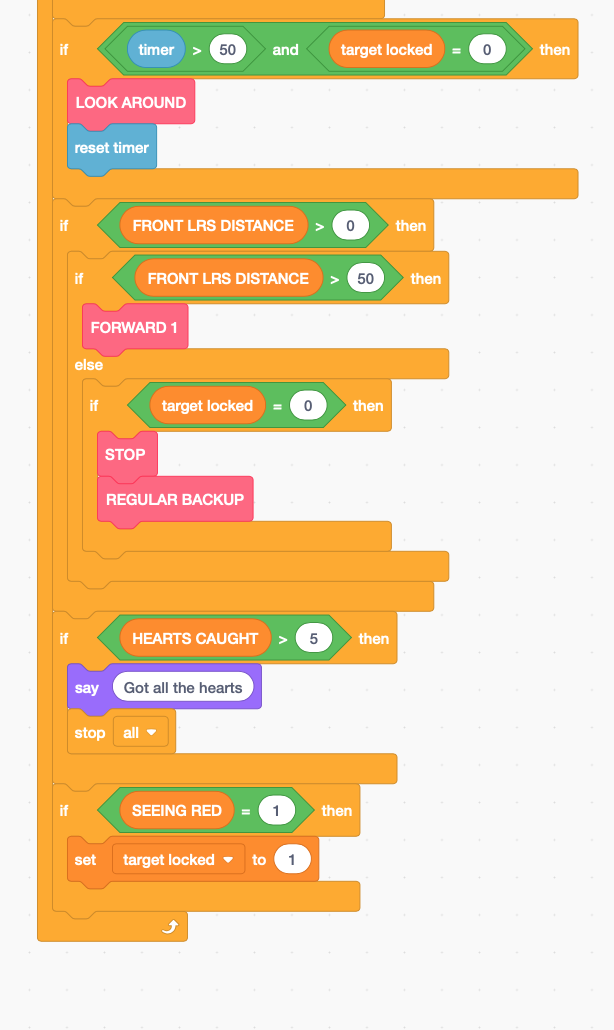 if timer > 50 and target locked = 0 then
LOOK AROUND
reset timer
if FRONT LRS DISTANCE > 0 then
if FRONT LRS DISTANCE > 50 then
FORWARD 1
else
if target locked = 0 then
STOP
REGULAR BACKUP
if HEARTS CAUGHT > 5 then
say Got all the hearts
stop all
if SEEING RED = 1 then
set target locked to 1